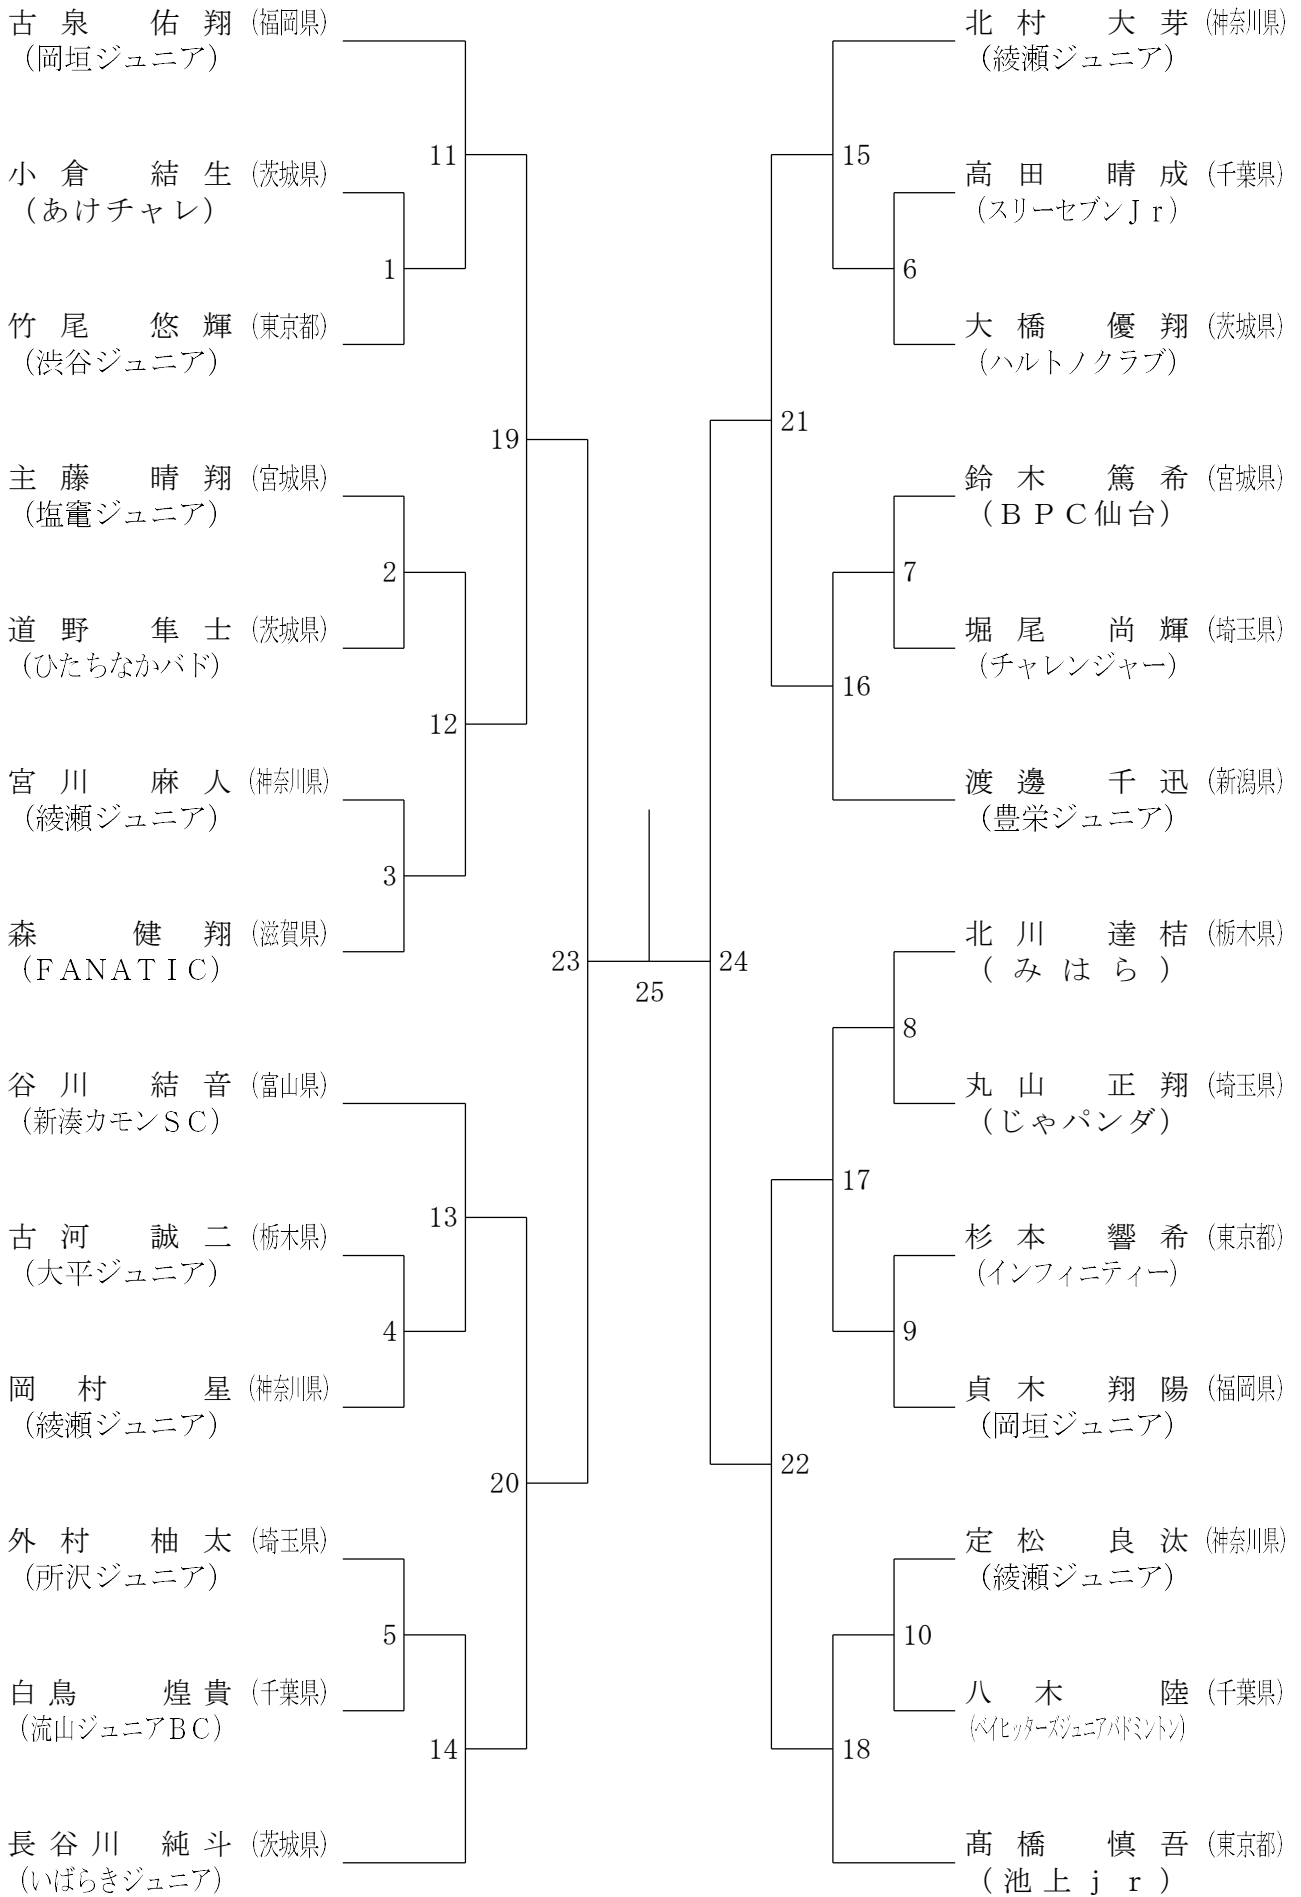 古泉 佑翔 (福岡県)
(岡垣ジュニア)
11
小倉 結生 (茨城県)
(あけチャレ)
1
竹尾 悠輝 (東京都)
(渋谷ジュニア)
19
主藤 晴翔 (宮城県)
(塩竈ジュニア)
2
道野 隼士 (茨城県)
(ひたちなかバド)
12
宮川 麻人 (神奈川県)
(綾瀬ジュニア)
3
森 健翔 (滋賀県)
(FANATIC)
23
谷川 結音 (富山県)
(新湊カモンSC)
13
古河 誠二 (栃木県)
(大平ジュニア)
4
岡村 星 (神奈川県)
(綾瀬ジュニア)
20
外村 柚太 (埼玉県)
(所沢ジュニア)
5
白鳥 煌貴 (千葉県)
(流山ジュニアBC)
14
長谷川 純斗 (茨城県)
(いばらきジュニア)
25
北村 大芽 (神奈川県)
(綾瀬ジュニア)
15
高田 晴成 (千葉県)
(スリーセブンJr)
6
大橋 優翔 (茨城県)
(ハルトノクラブ)
21
鈴木 篤希 (宮城県)
(BPC仙台)
7
堀尾 尚輝 (埼玉県)
(チャレンジャー)
16
渡邊 千迅 (新潟県)
(豊栄ジュニア)
24
北川 達桔 (栃木県)
(みはら)
8
丸山 正翔 (埼玉県)
(じゃパンダ)
17
杉本 響希 (東京都)
(インフィニティー)
9
貞木 翔陽 (福岡県)
(岡垣ジュニア)
22
定松 良汰 (神奈川県)
(綾瀬ジュニア)
10
八木 陸 (千葉県)
(ベイヒッターズジュニアバドミントン)
18
髙橋 慎吾 (東京都)
(池上jr)